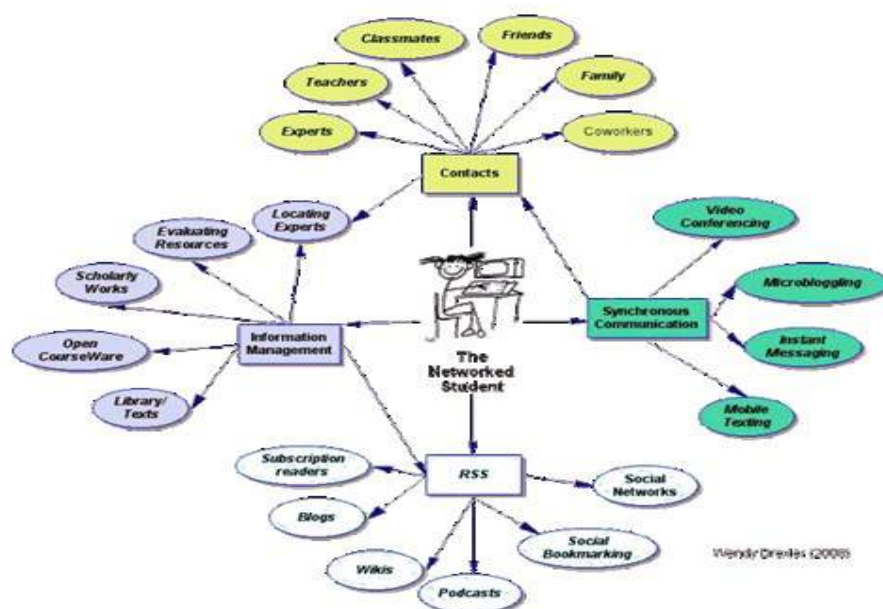 Classmates
Friends
Teachers
Family
Experts
Coworkers
Contacts
Locating
Experts
Evaluating
Resources
Scholarly
Works
Open
CourseWare
Library/
Texts
Information
Management
Video
Conferencing
Microbloggling
Instant
Messaging
Mobile
Texting
Synchronous
Communication
The
Networked
Student
RSS
Subscription
readers
Blogs
Wikis
Podcasts
Social
Bookmarking
Social
Networks
Wendy Drexler (2008)